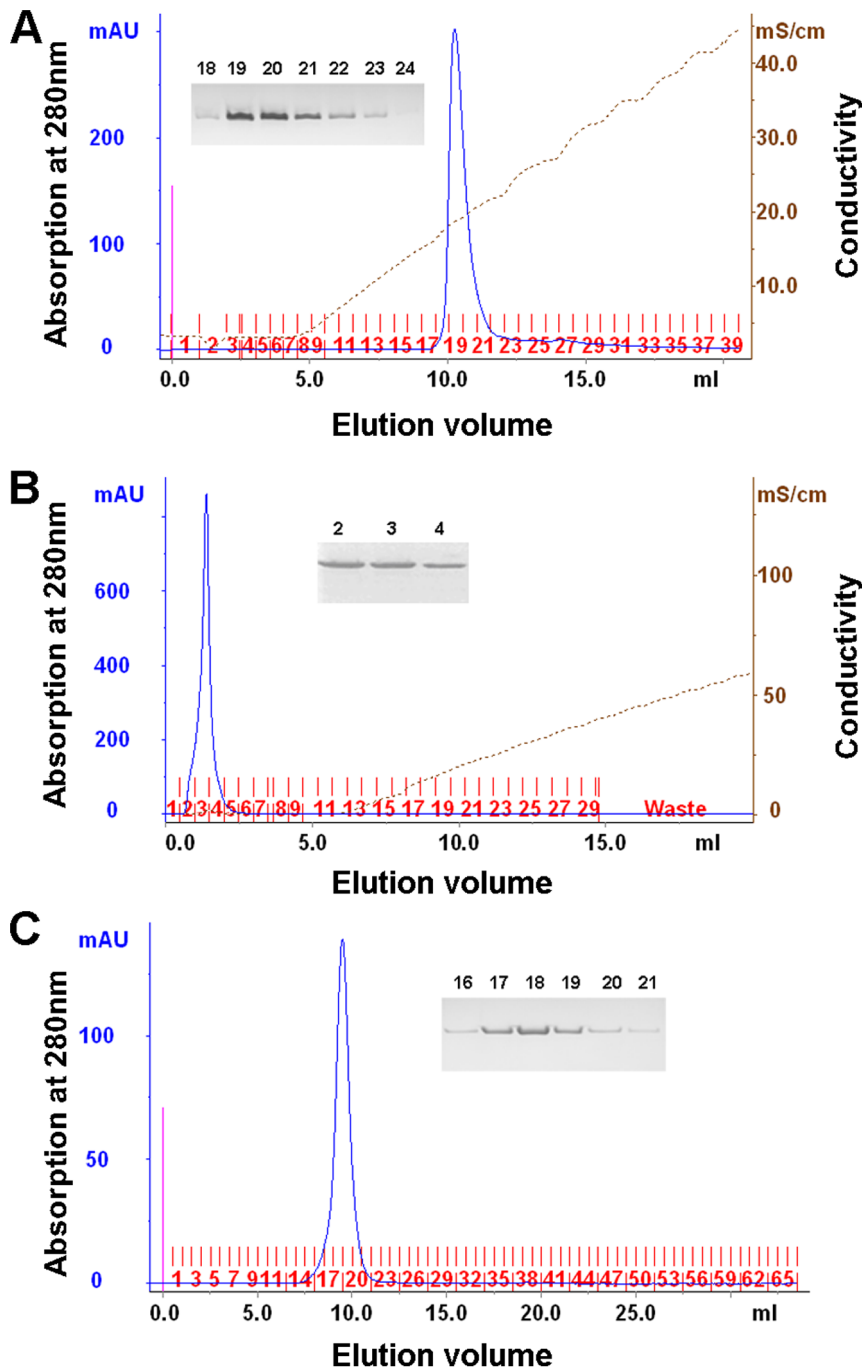 A
mAU
mS/cm
18 19 20 21 22 23 24
40.0
200
30.0
20.0
100
10.0
0
1 2 3 4 5 6 7 8 9 11 13 15 17 19 21 23 25 27 29 31 33 35 37 39
0.0 5.0 10.0 15.0 ml
Absorption at 280nm
Conductivity
Elution volume
B
mAU
mS/cm
2 3 4
600
100
400
50
200
0
0
1 2 3 4 5 6 7 8 9 11 13 15 17 19 21 23 25 27 29 Waste
0.0 5.0 10.0 15.0 ml
Absorption at 280nm
Conductivity
Elution volume
C
mAU
16 17 18 19 20 21
100
50
0
1 3 5 7 9 11 14 17 20 23 26 29 32 35 38 41 44 47 50 53 56 59 62 65
0.0 5.0 10.0 15.0 20.0 25.0 ml
Absorption at 280nm
Elution volume